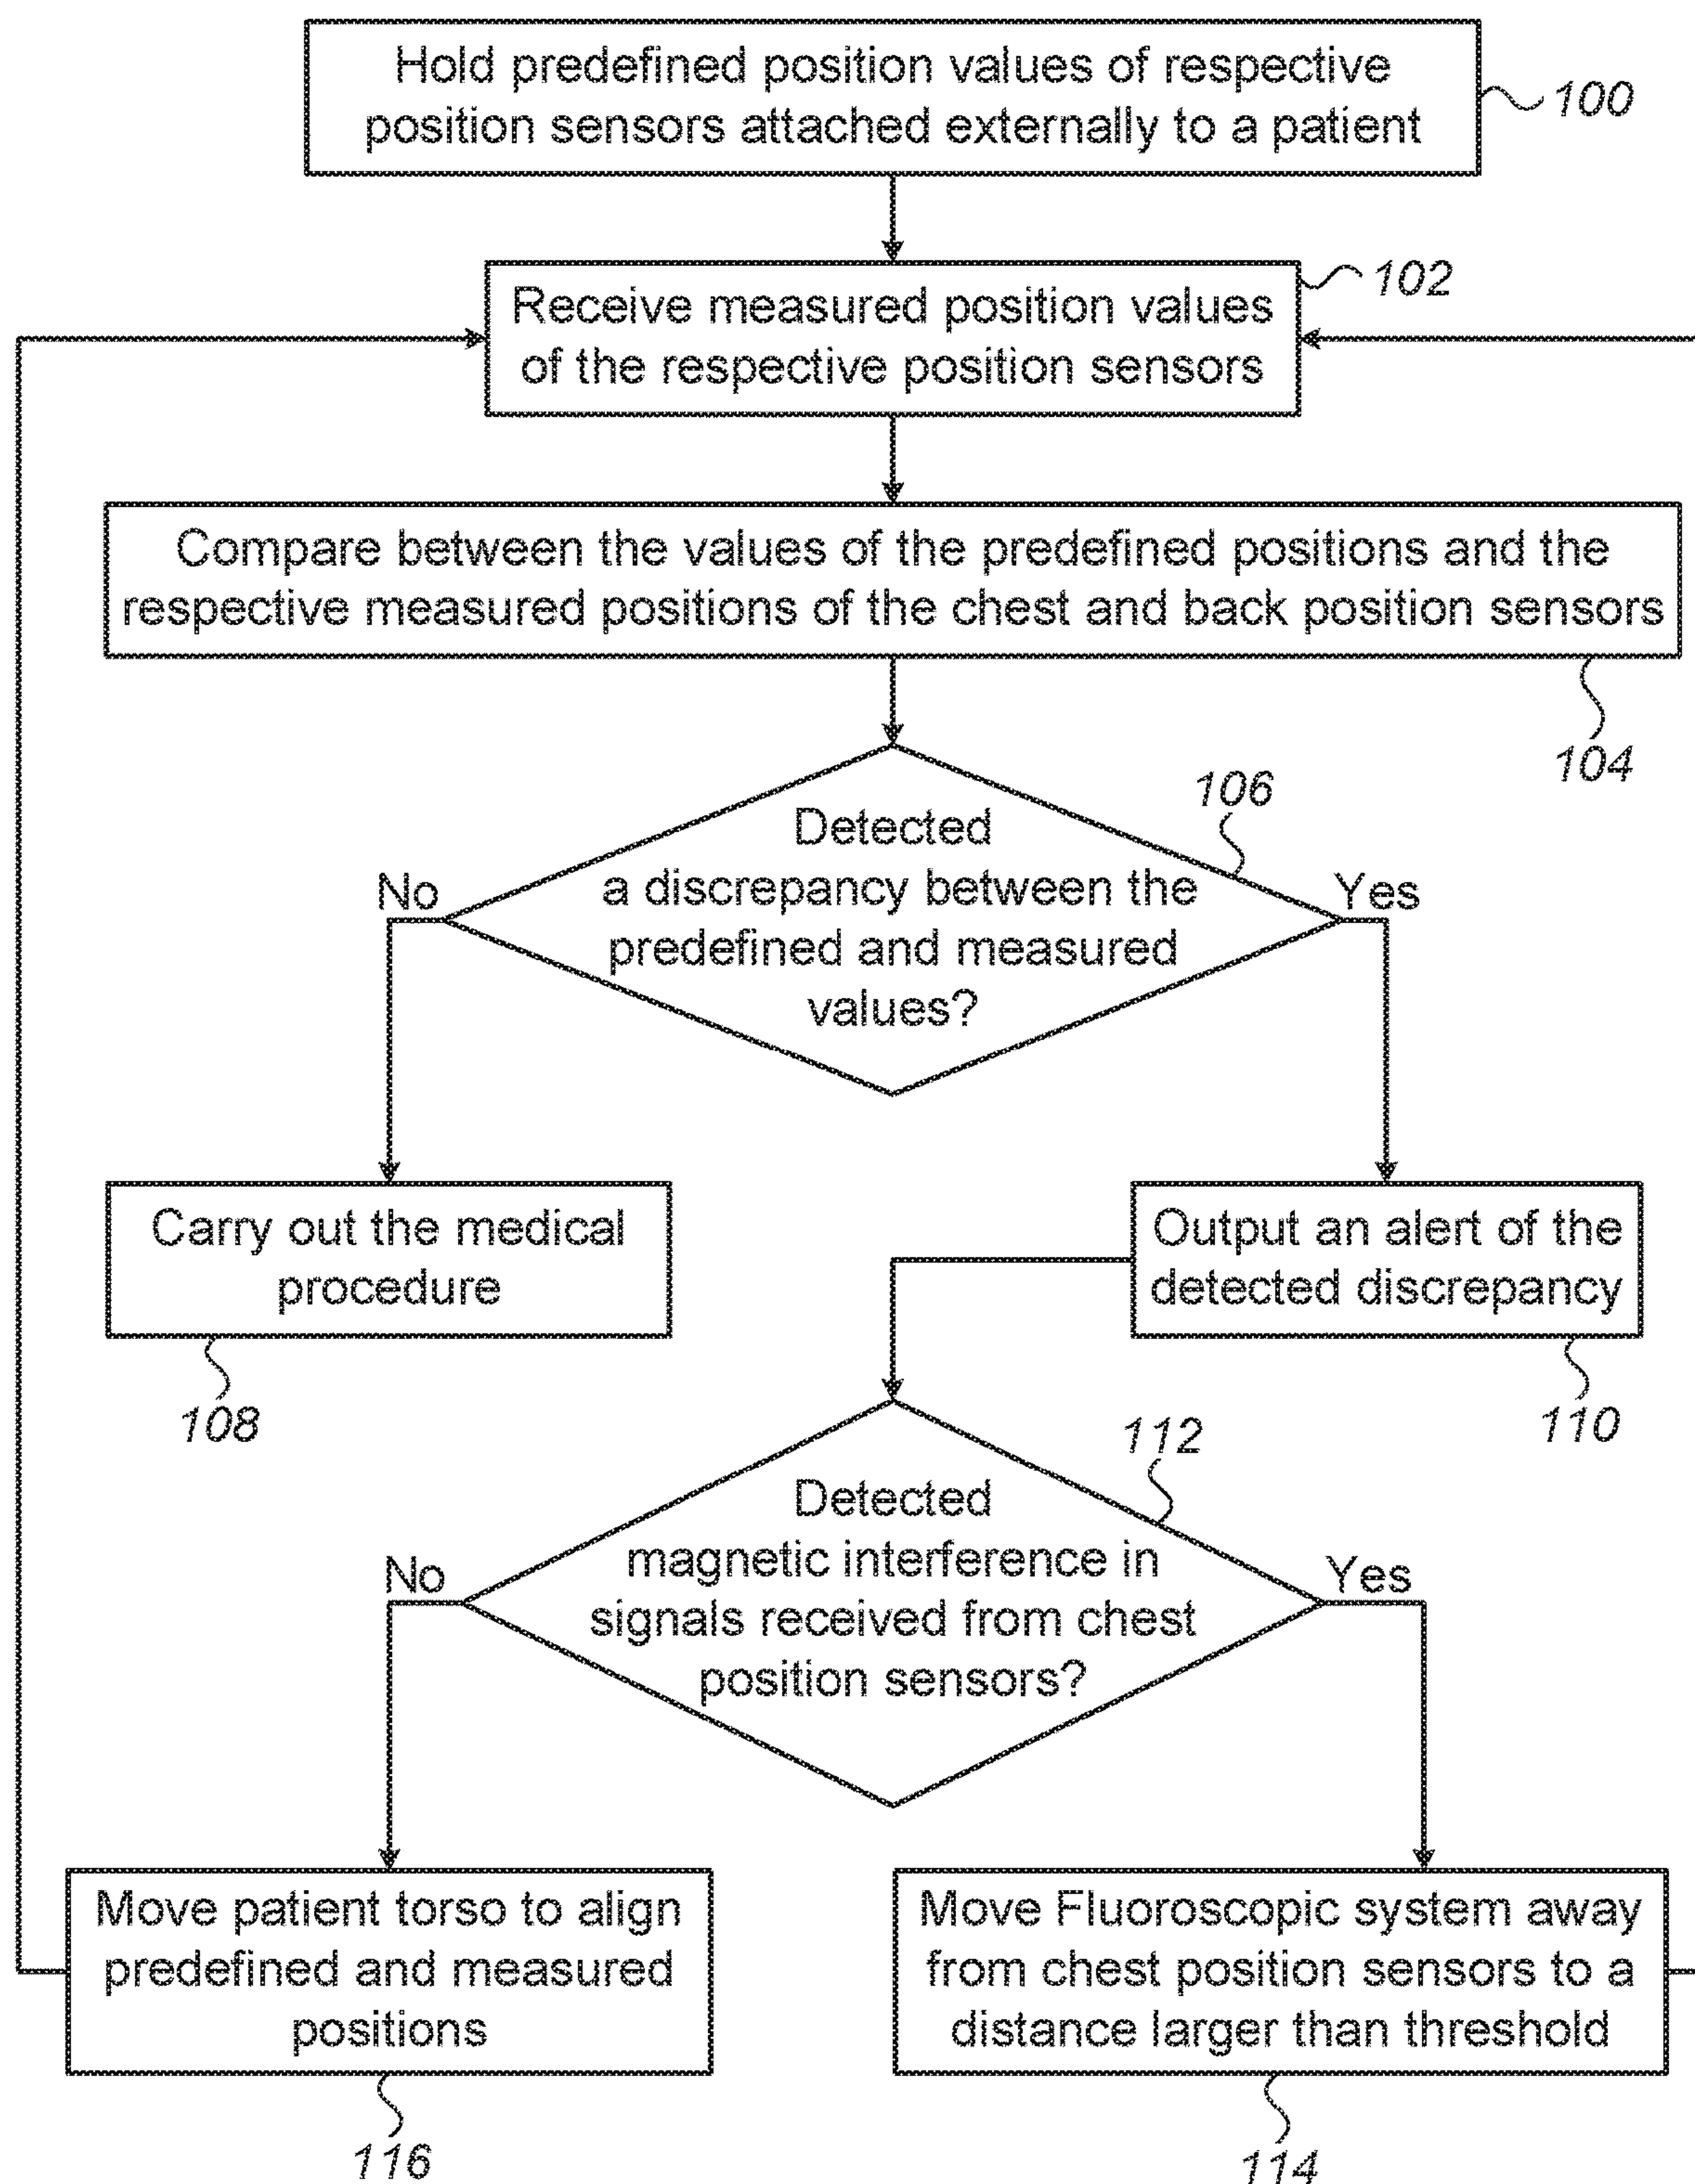 Hold predefined position values of respective
position sensors attached externally to a patient
100
102
Receive measured position values
of the respective position sensors
Compare between the values of the predefined positions and the
respective measured positions of the chest and back position sensors
104
106
Detected
a discrepancy between the
predefined and measured
values?
No
Yes
Carry out the medical
procedure
108
Output an alert of the
detected discrepancy
110
112
Detected
magnetic interference in
signals received from chest
position sensors?
No
Yes
Move patient torso to align
predefined and measured
positions
116
Move Fluoroscopic system away
from chest position sensors to a
distance larger than threshold
114